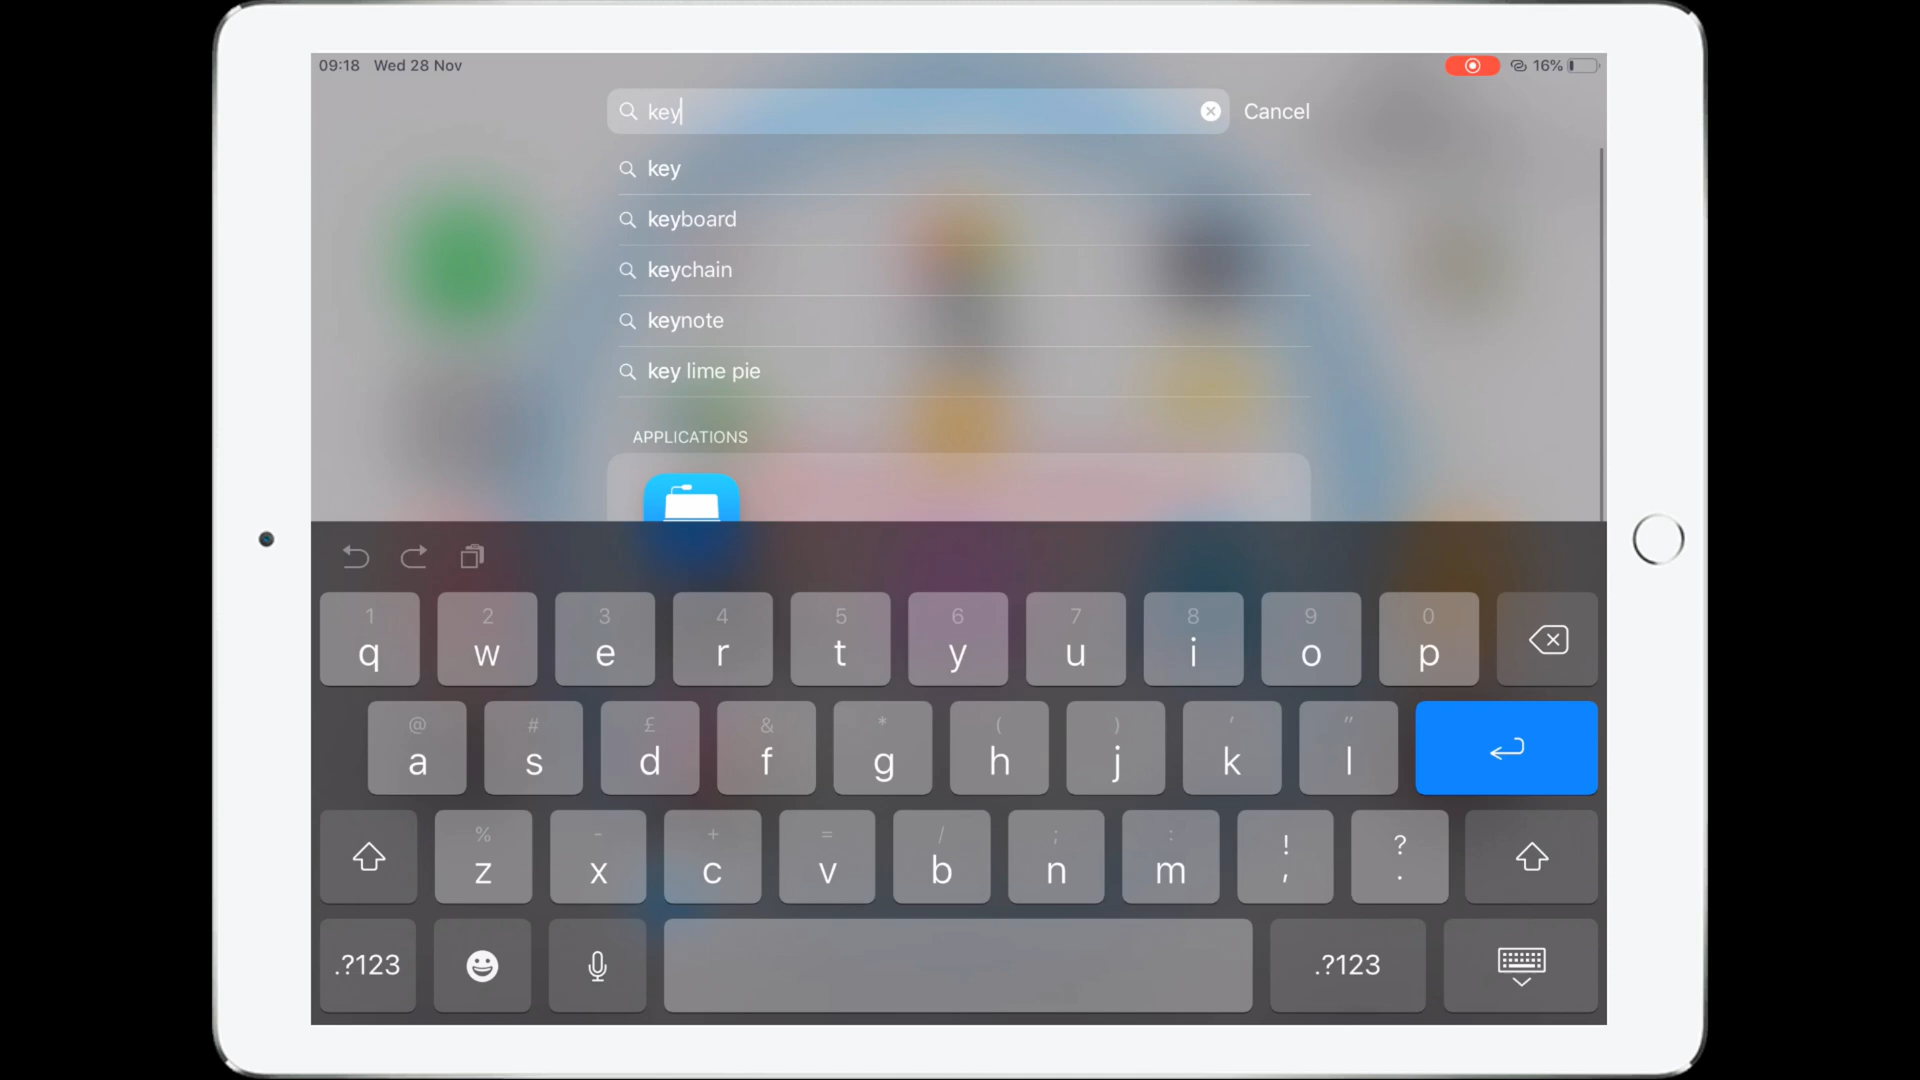 09:18 Wed 28 Nov
16%
key
Cancel
key
keyboard
keychain
keynote
key lime pie
APPLICATIONS
1 2 3 4 5 6 7 8 9 0
q w e r t y u i o p
@ # £ & * ( ) ' "
a s d f g h j k l
% - + = / ; : ! ?
z x c v b n m , .
.?123 .?123